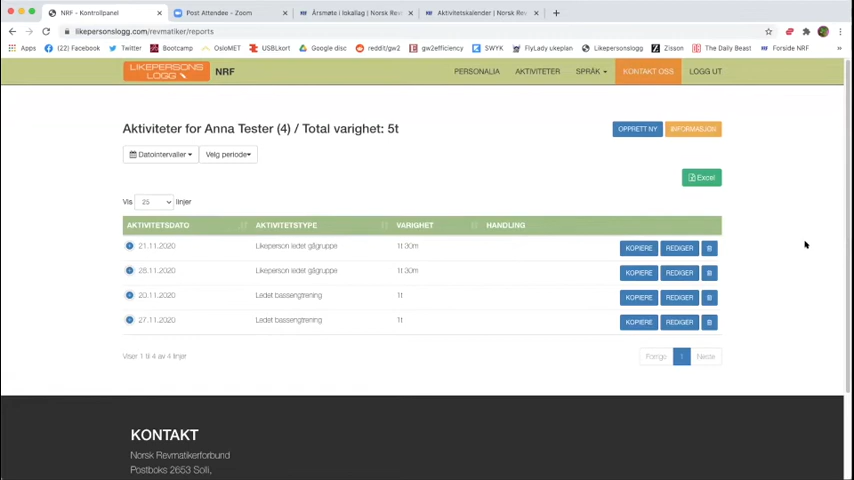 NRF - Kontrollpanel
Post Attendee - Zoom
Årsmøte i lokallag | Norsk Rev
Aktivitetskalender | Norsk Rev
likepersonslogg.com/revmatiker/reports
Apps
(22) Facebook
Twitter
Bootcamp
OsloMET
USBLkort
Google disc
reddit/gw2
gw2efficiency
SWYK
FlyLady ukeplan
Likepersonslogg
Zisson
The Daily Beast
Forside NRF
LIKEPERSONS
LOGG
NRF
PERSONALIA
AKTIVITETER
SPRÅK
KONTAKT OSS
LOGG UT
Aktiviteter for Anna Tester (4) / Total varighet: 5t
OPPRETT NY
INFORMASJON
Datointervaller
Velg periode
Excel
Vis 25 linjer
AKTIVITETSDATO AKTIVITETSTYPE VARIGHET HANDLING
21.11.2020 Likeperson ledet gågruppe 1t 30m KOPIERE REDIGER
28.11.2020 Likeperson ledet gågruppe 1t 30m KOPIERE REDIGER
20.11.2020 Ledet bassengtrening 1t KOPIERE REDIGER
27.11.2020 Ledet bassengtrening 1t KOPIERE REDIGER
Viser 1 til 4 av 4 linjer
Forrige 1 Neste
KONTAKT
Norsk Revmatikerforbund
Postboks 2653 Solli,